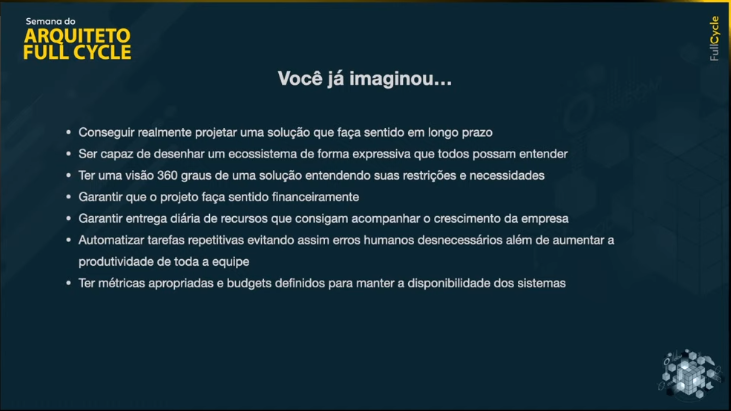 Semana do
ARQUITETO
FULL CYCLE
FullCycle
Você já imaginou...
• Conseguir realmente projetar uma solução que faça sentido em longo prazo
• Ser capaz de desenhar um ecossistema de forma expressiva que todos possam entender
• Ter uma visão 360 graus de uma solução entendendo suas restrições e necessidades
• Garantir que o projeto faça sentido financeiramente
• Garantir entrega diária de recursos que consigam acompanhar o crescimento da empresa
• Automatizar tarefas repetitivas evitando assim erros humanos desnecessários além de aumentar a
produtividade de toda a equipe
• Ter métricas apropriadas e budgets definidos para manter a disponibilidade dos sistemas